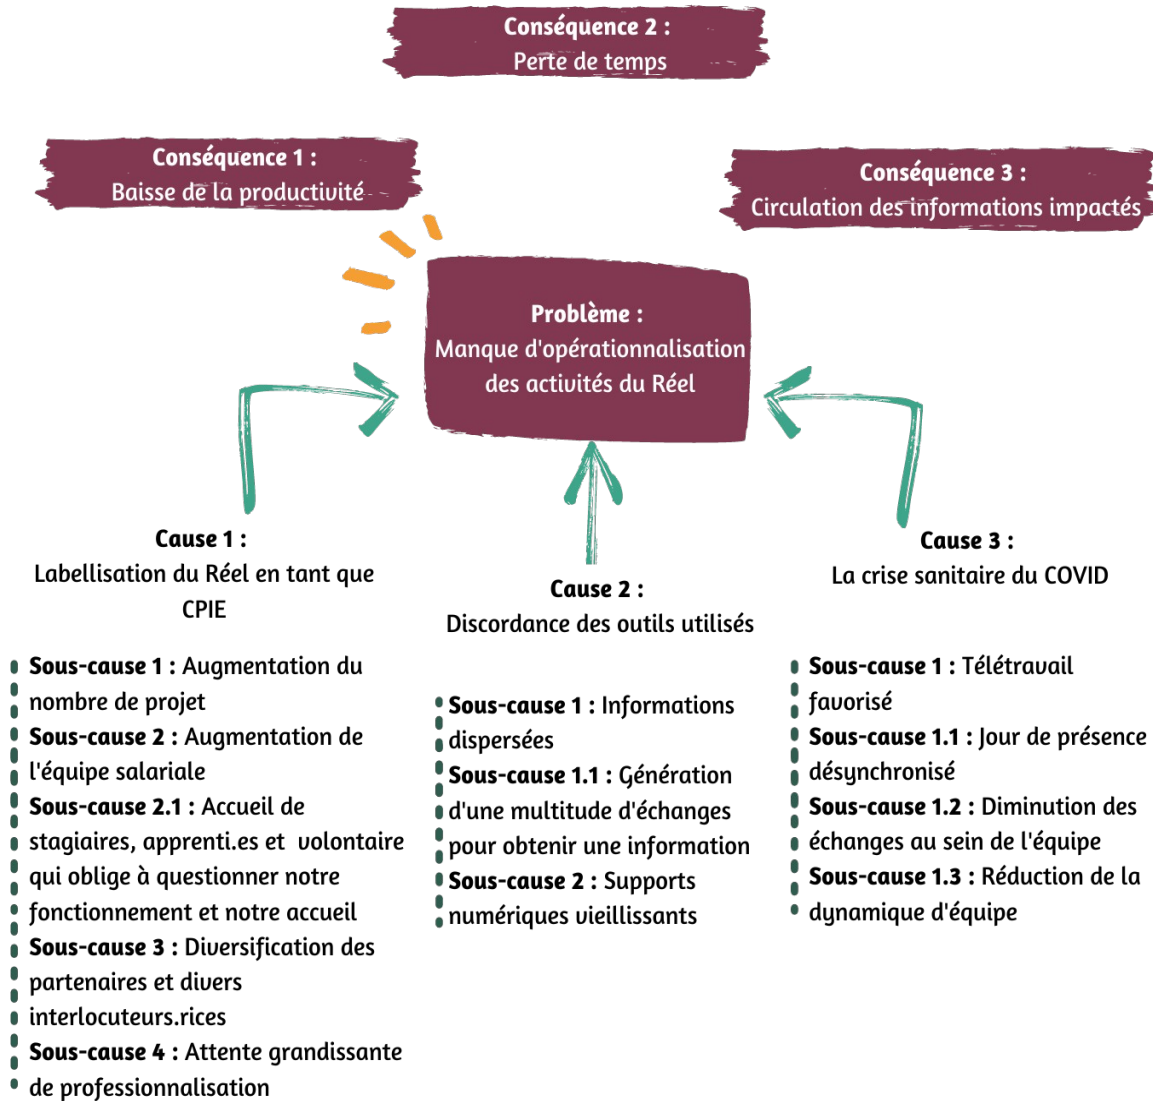 Conséquence 2 :
Perte de temps
Conséquence 1 :
Baisse de la productivité
Conséquence 3 :
Circulation des informations impactés
Problème :
Manque d'opérationnalisation
des activités du Réel
Cause 1 :
Labellisation du Réel en tant que
CPIE
Sous-cause 1 : Augmentation du
nombre de projet
Sous-cause 2 : Augmentation de
l'équipe salariale
Sous-cause 2.1 : Accueil de
stagiaires, apprenti.es et volontaire
qui oblige à questionner notre
fonctionnement et notre accueil
Sous-cause 3 : Diversification des
partenaires et divers
interlocuteurs.rices
Sous-cause 4 : Attente grandissante
de professionnalisation
Cause 2 :
Discordance des outils utilisés
Sous-cause 1 : Informations
dispersées
Sous-cause 1.1 : Génération
d'une multitude d'échanges
pour obtenir une information
Sous-cause 2 : Supports
numériques vieillissants
Cause 3 :
La crise sanitaire du COVID
Sous-cause 1 : Télétravail
favorisé
Sous-cause 1.1 : Jour de présence
désynchronisé
Sous-cause 1.2 : Diminution des
échanges au sein de l'équipe
Sous-cause 1.3 : Réduction de la
dynamique d'équipe